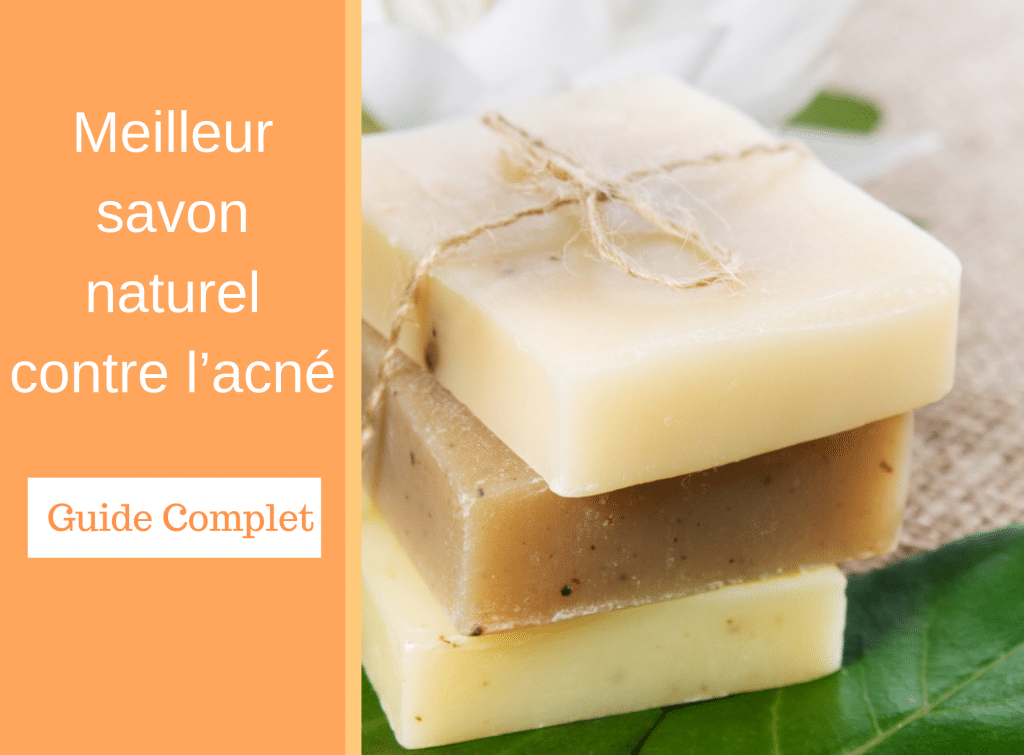 Meilleur
savon
naturel
contre l’acné
Guide Complet